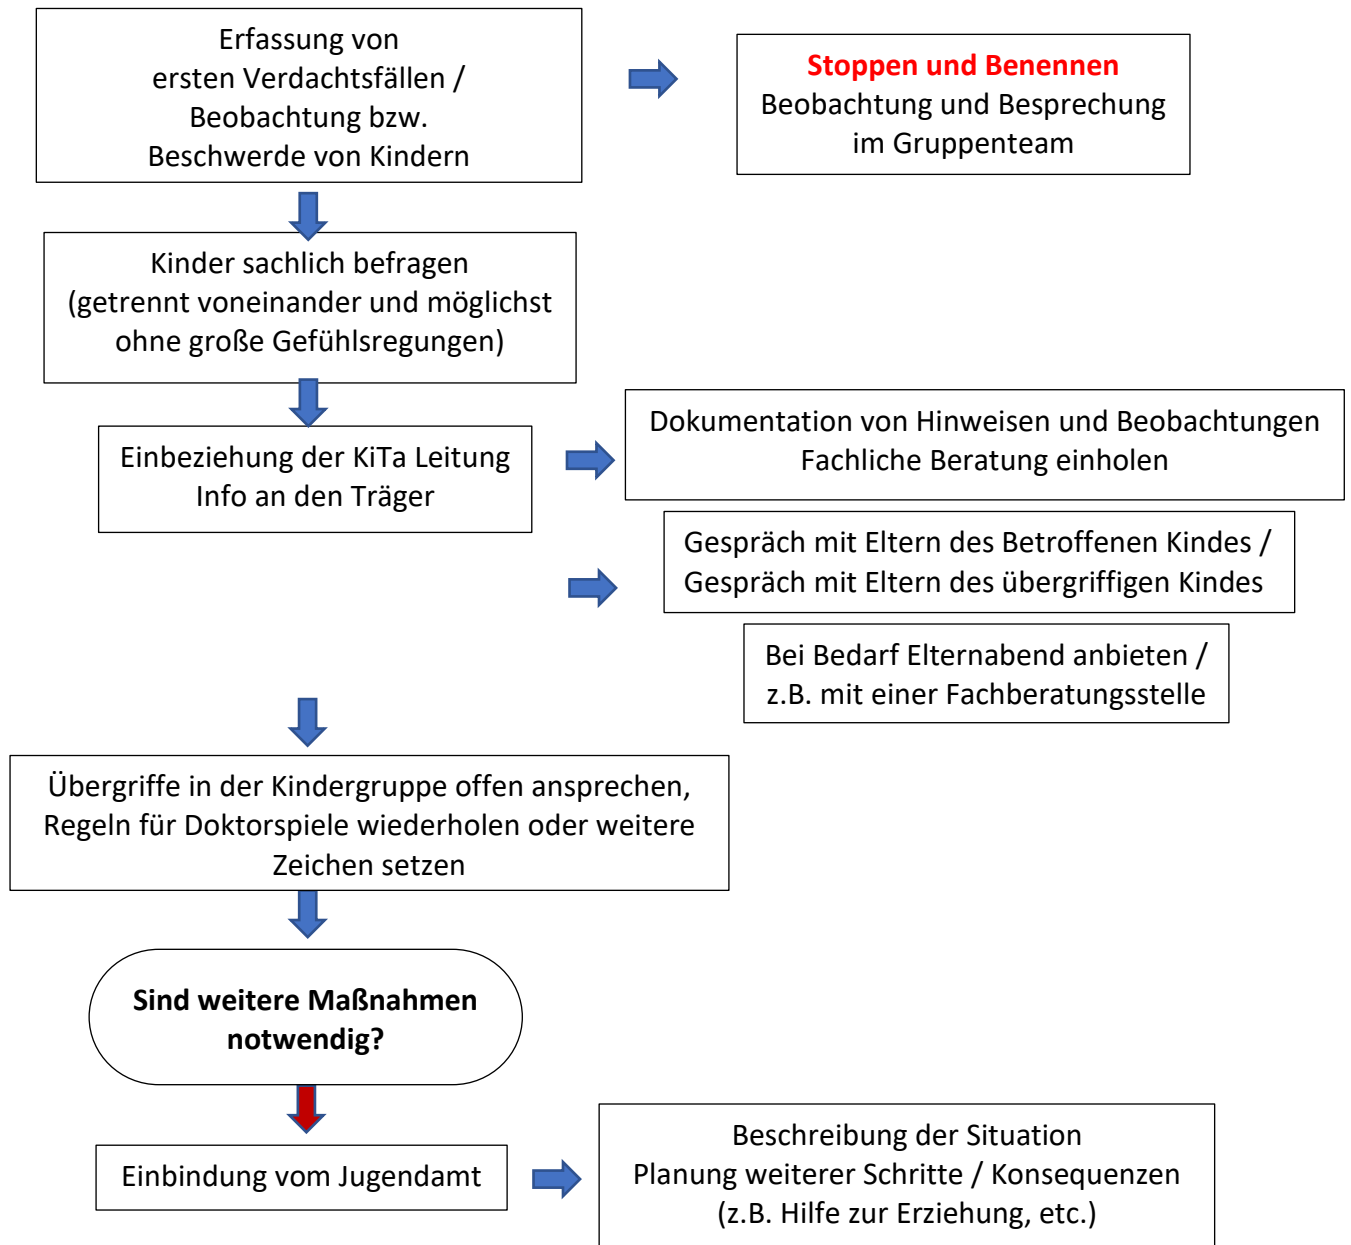 Erfassung von
ersten Verdachtsfällen /
Beobachtung bzw.
Beschwerde von Kindern
Stoppen und Benennen
Beobachtung und Besprechung
im Gruppenteam
Kinder sachlich befragen
(getrennt voneinander und möglichst
ohne große Gefühlsregungen)
Einbeziehung der KiTa Leitung
Info an den Träger
Dokumentation von Hinweisen und Beobachtungen
Fachliche Beratung einholen
Gespräch mit Eltern des Betroffenen Kindes /
Gespräch mit Eltern des übergriffigen Kindes
Bei Bedarf Elternabend anbieten /
z.B. mit einer Fachberatungsstelle
Übergriffe in der Kindergruppe offen ansprechen,
Regeln für Doktorspiele wiederholen oder weitere
Zeichen setzen
Sind weitere Maßnahmen
notwendig?
Einbindung vom Jugendamt
Beschreibung der Situation
Planung weiterer Schritte / Konsequenzen
(z.B. Hilfe zur Erziehung, etc.)